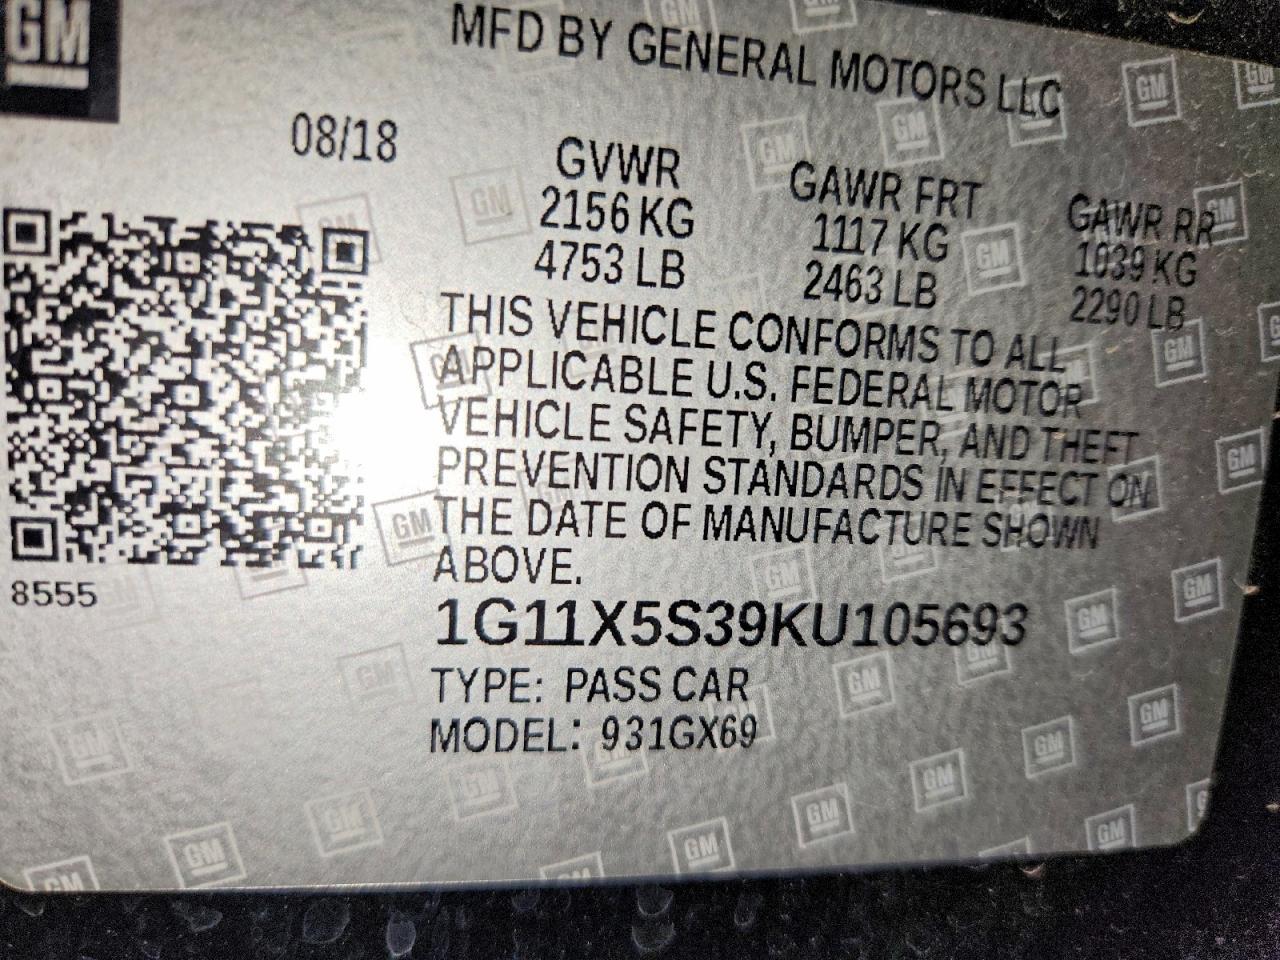 GM
MFD BY GENERAL MOTORS LLC
08/18
GVWR
2156 KG
4753 LB
GAWR FRT
1117 KG
2463 LB
GAWR RR
1039 KG
2290 LB
THIS VEHICLE CONFORMS TO ALL
APPLICABLE U.S. FEDERAL MOTOR
VEHICLE SAFETY, BUMPER, AND THEFT
PREVENTION STANDARDS IN EFFECT ON
THE DATE OF MANUFACTURE SHOWN
ABOVE.
8555
1G11X5S39KU105693
TYPE: PASS CAR
MODEL: 931GX69